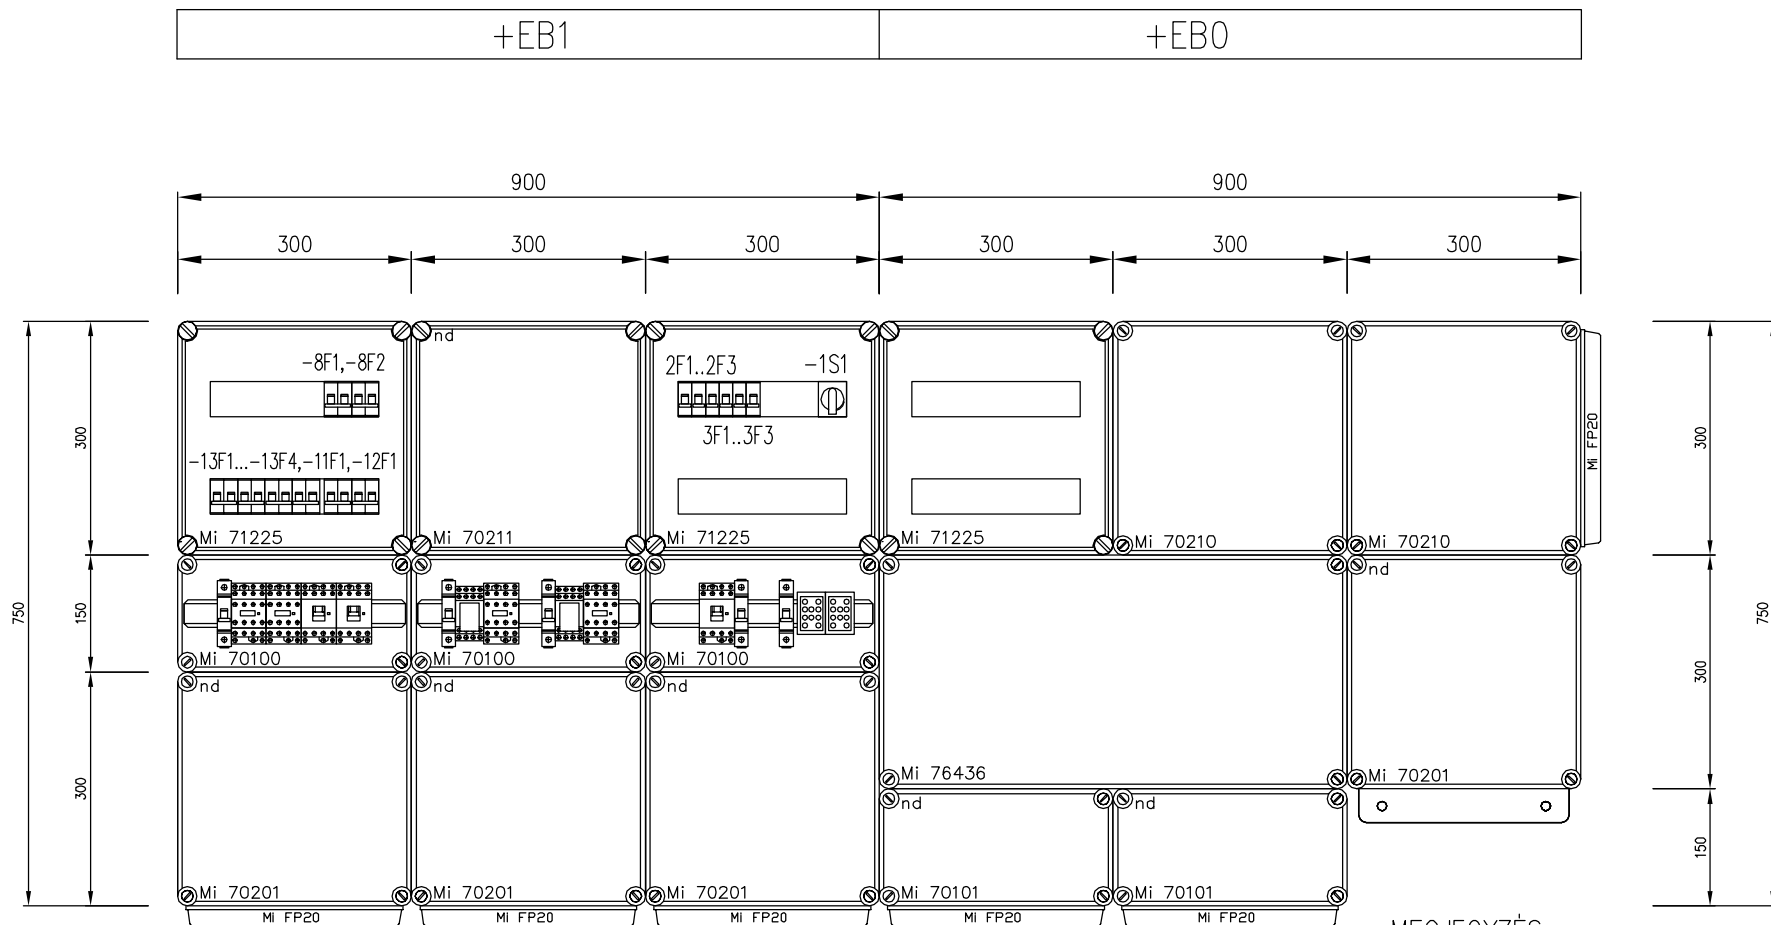 +EB1 +EB0
900 900
300 300 300 300 300 300
nd
-8F1,-8F2 2F1..2F3 -1S1
3F1..3F3
-13F1...-13F4,-11F1,-12F1
300 300 Mi FP20
Mi 71225 Mi 70211 Mi 71225 Mi 71225 Mi 70210 Mi 70210
nd
750 150 750
Mi 70100 Mi 70100 Mi 70100
nd nd nd
300 300
Mi 76436 Mi 70201
nd nd
150
Mi 70201 Mi 70201 Mi 70201 Mi 70101 Mi 70101
Mi FP20 Mi FP20 Mi FP20 Mi FP20 Mi FP20